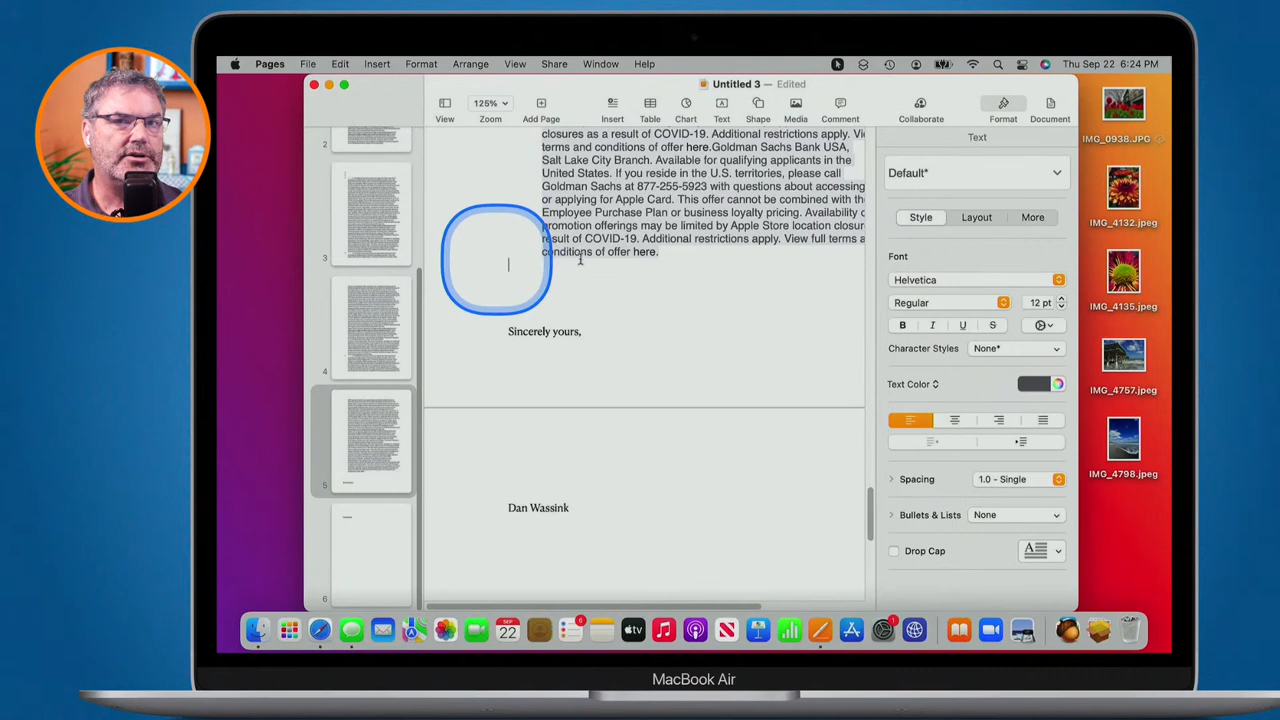 Pages File Edit Insert Format Arrange View Share Window Help Thu Sep 22 6:24 PM
Untitled 3 — Edited
125%
View Zoom Add Page Insert Table Chart Text Shape Media Comment Collaborate Format Document
2
3
4
5
6
closures as a result of COVID-19. Additional restrictions apply. Vi
terms and conditions of offer here.Goldman Sachs Bank USA,
Salt Lake City Branch. Available for qualifying applicants in the
United States. If you reside in the U.S. territories, please call
Goldman Sachs at 877-255-5923 with questions about accessing
or applying for Apple Card. This offer cannot be combined with the
Employee Purchase Plan or business loyalty pricing. Availability o
promotion offerings may be limited by Apple Store location closure
result of COVID-19. Additional restrictions apply. View full terms a
conditions of offer here.
Sincerely yours,
Dan Wassink
Text
Default*
Style Layout More
Font
Helvetica
Regular 12 pt
B I U S
Character Styles None*
Text Color
Spacing 1.0 - Single
Bullets & Lists None
Drop Cap
IMG_0938.JPG
IMG_4132.jpeg
IMG_4135.jpeg
IMG_4757.jpeg
IMG_4798.jpeg
SEP
22
6
tv
1
MacBook Air